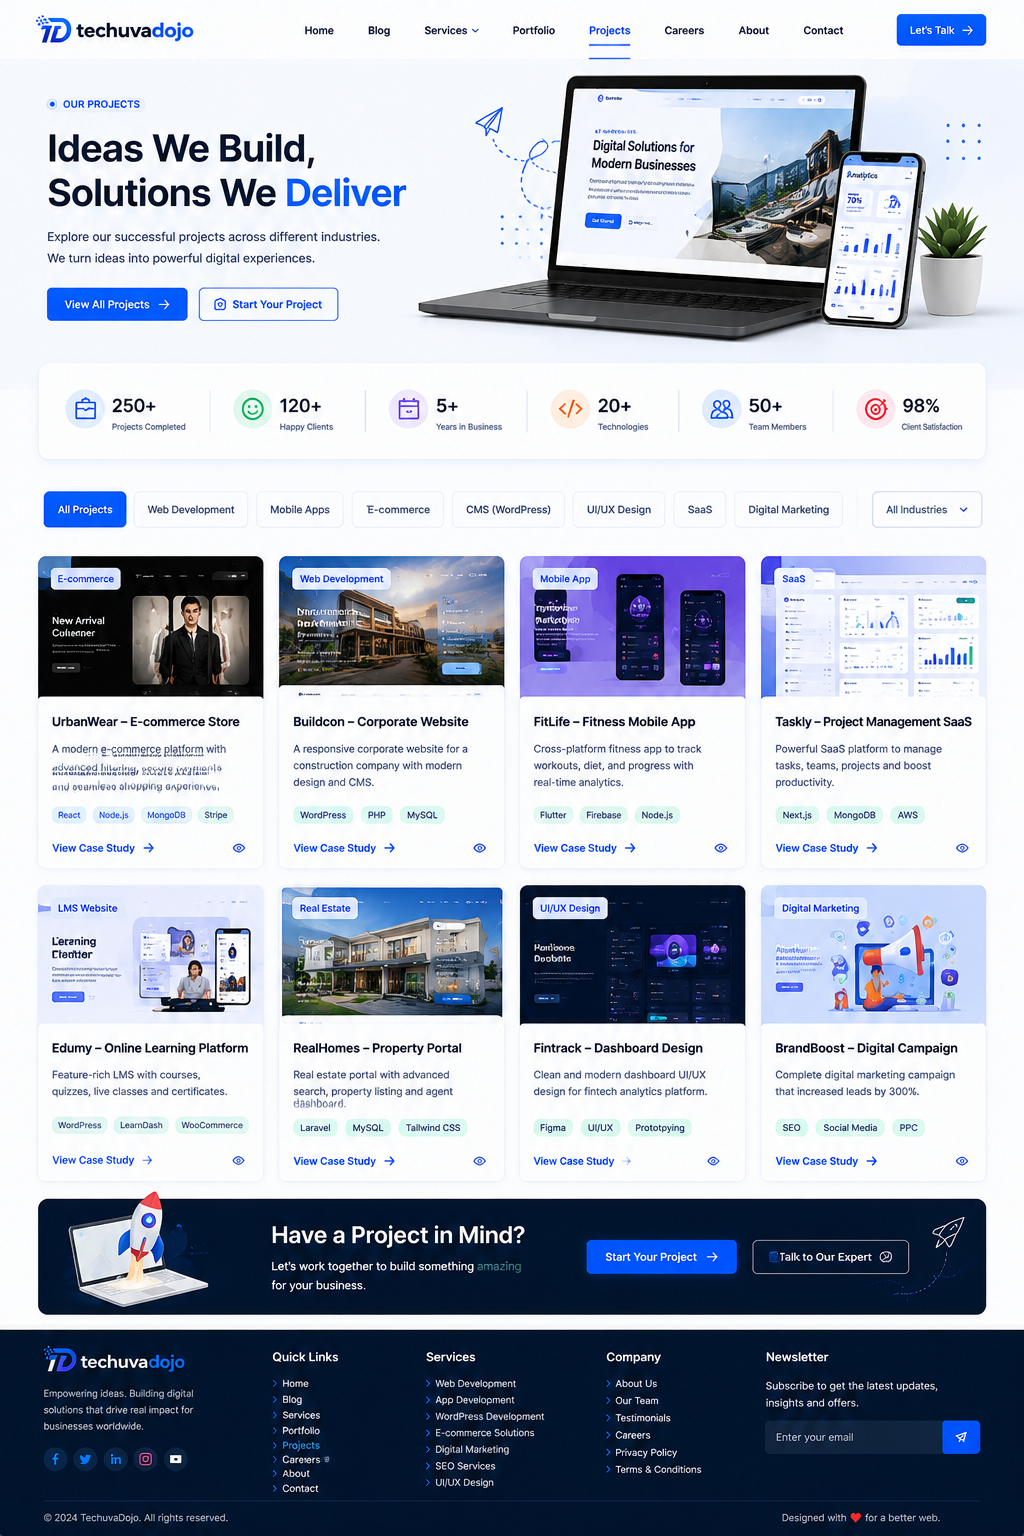 techuvadojo
Home
Blog
Services
Portfolio
Projects
Careers
About
Contact
Let's Talk
OUR PROJECTS
Ideas We Build,
Solutions We Deliver
Explore our successful projects across different industries.
We turn ideas into powerful digital experiences.
View All Projects
Start Your Project
Digital Solutions for
Modern Businesses
Get Started
Analytics
70%
250+
Projects Completed
120+
Happy Clients
5+
Years in Business
20+
Technologies
50+
Team Members
98%
Client Satisfaction
All Projects
Web Development
Mobile Apps
E-commerce
CMS (WordPress)
UI/UX Design
SaaS
Digital Marketing
All Industries
E-commerce
New Arrival
UrbanWear – E-commerce Store
A modern e-commerce platform with
advanced filtering, secure payments
and seamless shopping experience.
React
Node.js
MongoDB
Stripe
View Case Study
Web Development
Buildcon – Corporate Website
A responsive corporate website for a
construction company with modern
design and CMS.
WordPress
PHP
MySQL
View Case Study
Mobile App
FitLife – Fitness Mobile App
Cross-platform fitness app to track
workouts, diet, and progress with
real-time analytics.
Flutter
Firebase
Node.js
View Case Study
SaaS
Taskly – Project Management SaaS
Powerful SaaS platform to manage
tasks, teams, projects and boost
productivity.
Next.js
MongoDB
AWS
View Case Study
LMS Website
Edumy – Online Learning Platform
Feature-rich LMS with courses,
quizzes, live classes and certificates.
WordPress
LearnDash
WooCommerce
View Case Study
Real Estate
RealHomes – Property Portal
Real estate portal with advanced
search, property listing and agent
dashboard.
Laravel
MySQL
Tallwind CSS
View Case Study
UI/UX Design
Fintrack – Dashboard Design
Clean and modern dashboard UI/UX
design for fintech analytics platform.
Figma
UI/UX
Prototpying
View Case Study
Digital Marketing
BrandBoost – Digital Campaign
Complete digital marketing campaign
that increased leads by 300%.
SEO
Social Media
PPC
View Case Study
Have a Project in Mind?
Let's work together to build something amazing
for your business.
Start Your Project
Talk to Our Expert
techuvadojo
Empowering ideas. Building digital
solutions that drive real impact for
businesses worldwide.
Quick Links
Home
Blog
Services
Portfolio
Projects
Careers
About
Contact
Services
Web Development
App Development
WordPress Development
E-commerce Solutions
Digital Marketing
SEO Services
UI/UX Design
Company
About Us
Our Team
Testimonials
Careers
Privacy Policy
Terms & Conditions
Newsletter
Subscribe to get the latest updates,
insights and offers.
Enter your email
© 2024 TechuvaDojo. All rights reserved.
Designed with ❤ for a better web.